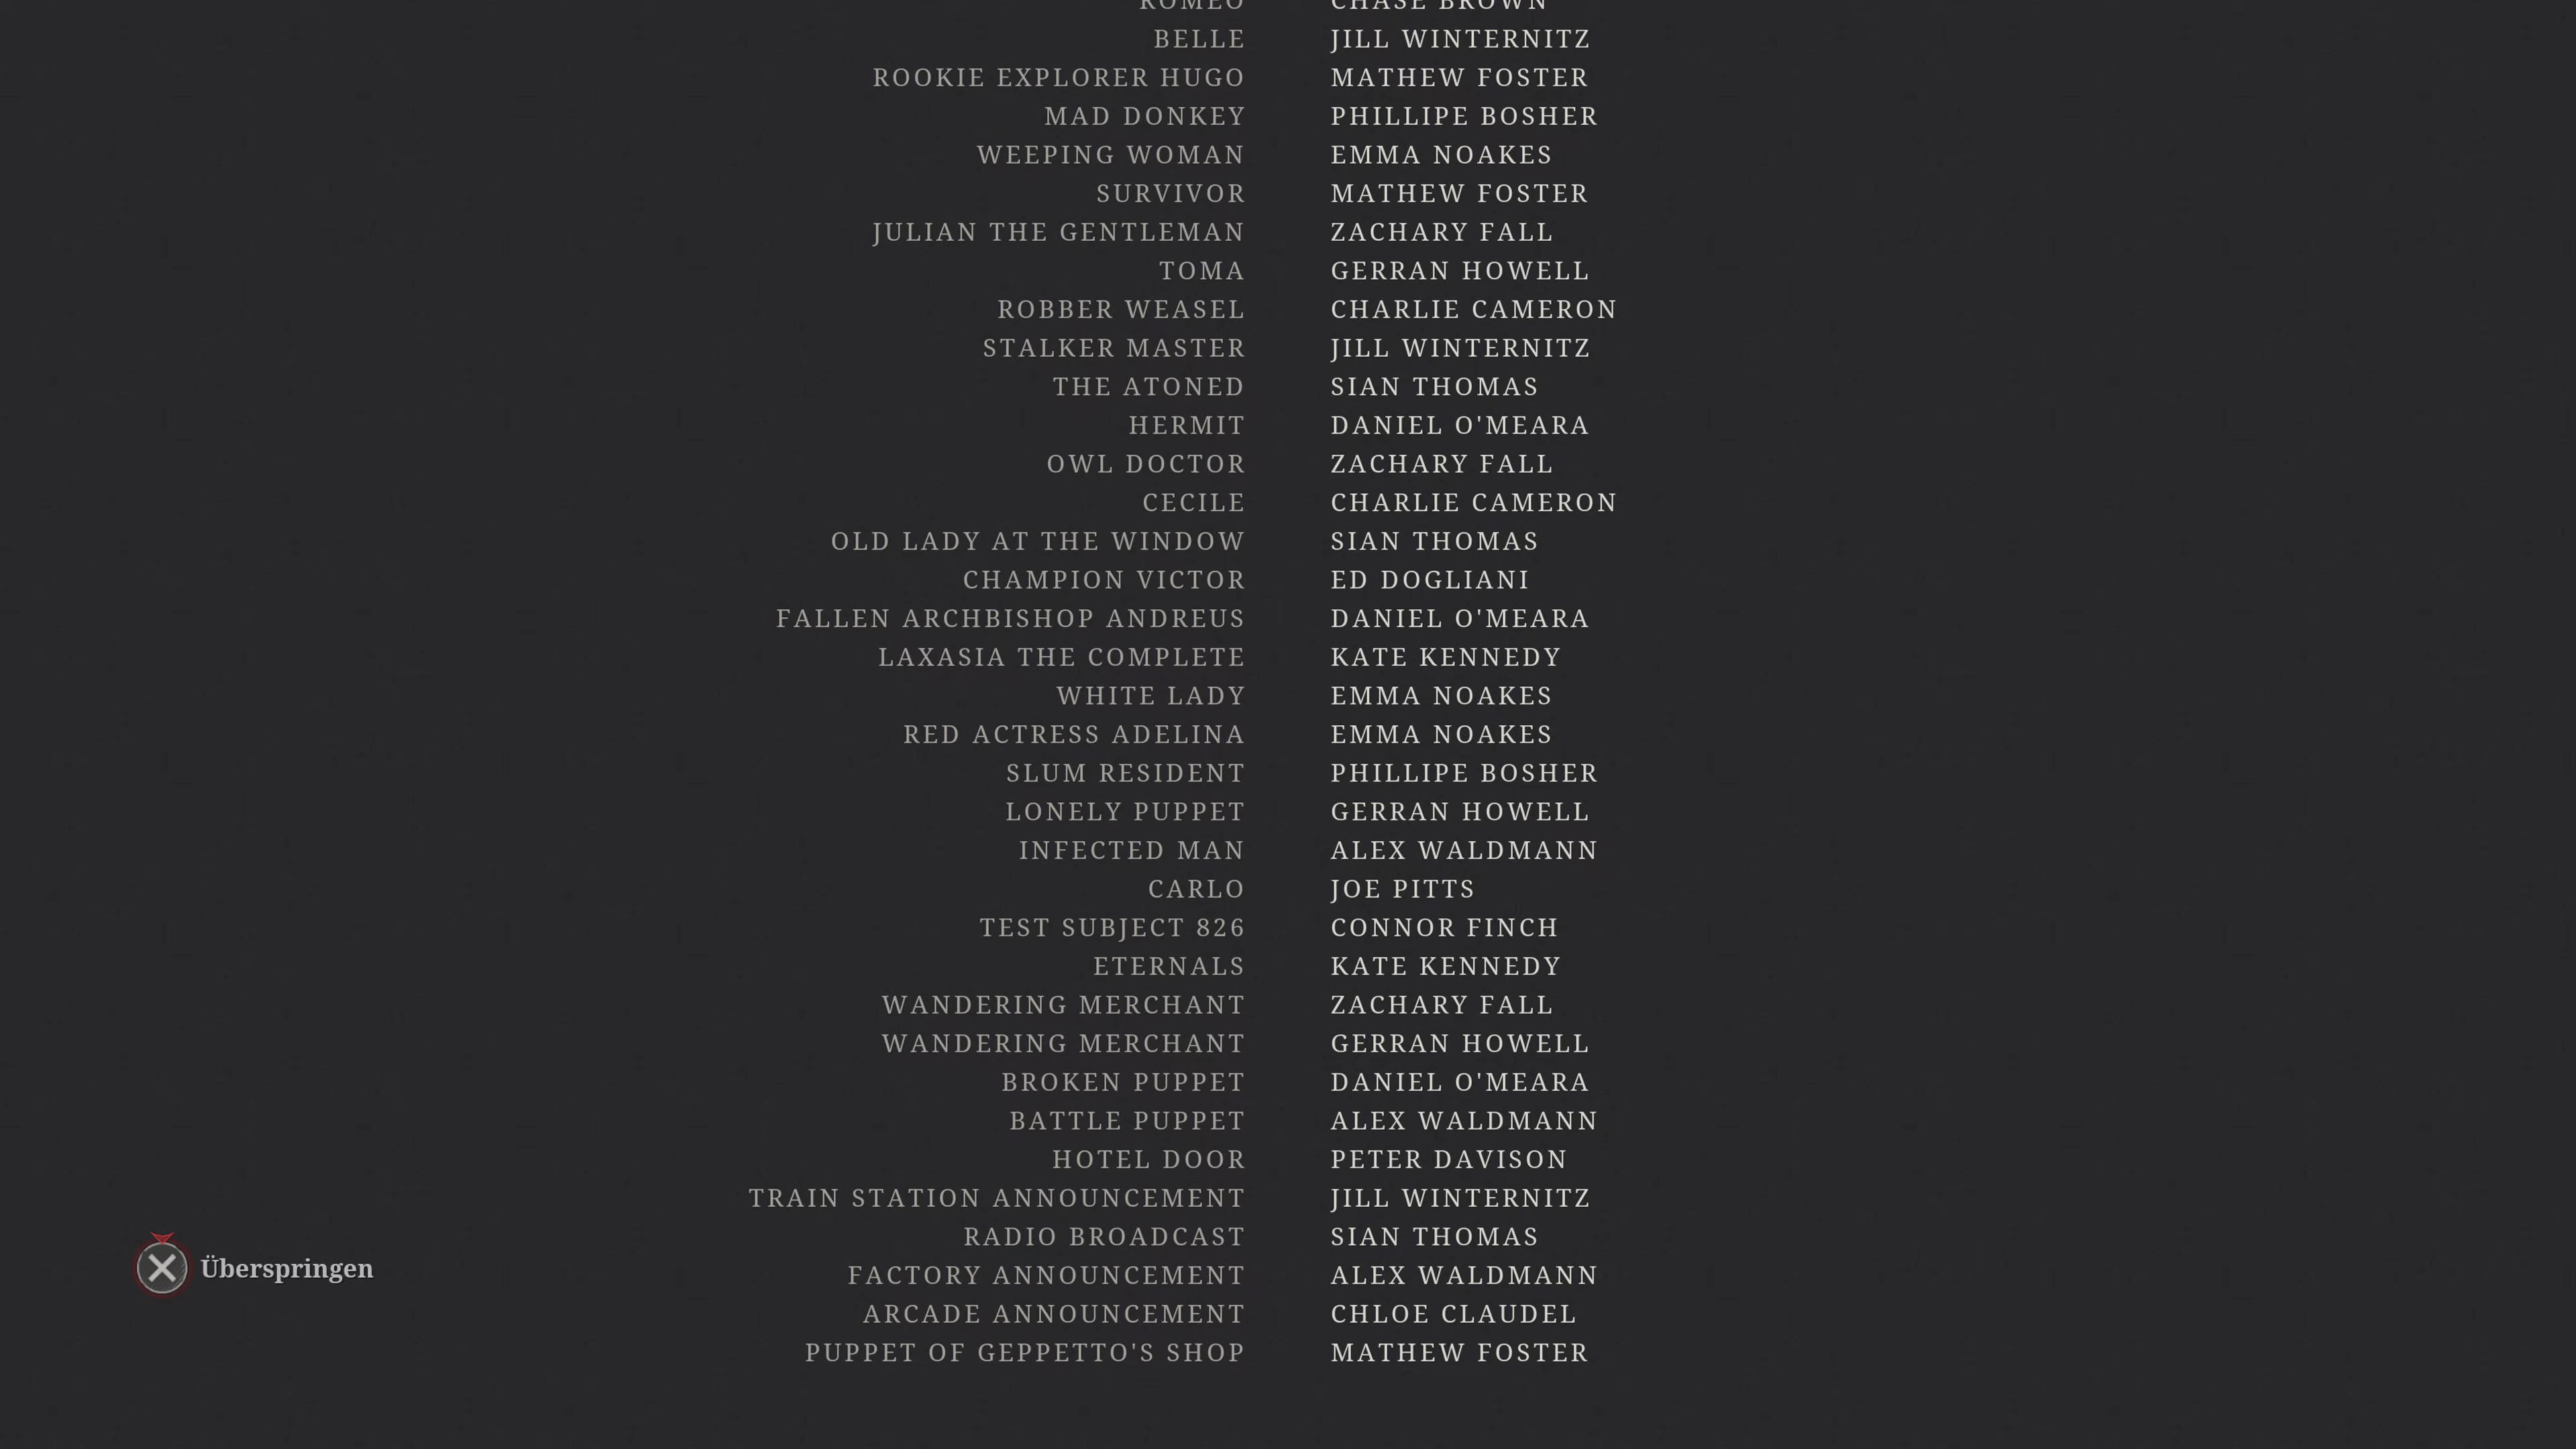 ROMEO CHASE BROWN
BELLE JILL WINTERNITZ
ROOKIE EXPLORER HUGO MATHEW FOSTER
MAD DONKEY PHILLIPE BOSHER
WEEPING WOMAN EMMA NOAKES
SURVIVOR MATHEW FOSTER
JULIAN THE GENTLEMAN ZACHARY FALL
TOMA GERRAN HOWELL
ROBBER WEASEL CHARLIE CAMERON
STALKER MASTER JILL WINTERNITZ
THE ATONED SIAN THOMAS
HERMIT DANIEL O'MEARA
OWL DOCTOR ZACHARY FALL
CECILE CHARLIE CAMERON
OLD LADY AT THE WINDOW SIAN THOMAS
CHAMPION VICTOR ED DOGLIANI
FALLEN ARCHBISHOP ANDREUS DANIEL O'MEARA
LAXASIA THE COMPLETE KATE KENNEDY
WHITE LADY EMMA NOAKES
RED ACTRESS ADELINA EMMA NOAKES
SLUM RESIDENT PHILLIPE BOSHER
LONELY PUPPET GERRAN HOWELL
INFECTED MAN ALEX WALDMANN
CARLO JOE PITTS
TEST SUBJECT 826 CONNOR FINCH
ETERNALS KATE KENNEDY
WANDERING MERCHANT ZACHARY FALL
WANDERING MERCHANT GERRAN HOWELL
BROKEN PUPPET DANIEL O'MEARA
BATTLE PUPPET ALEX WALDMANN
HOTEL DOOR PETER DAVISON
TRAIN STATION ANNOUNCEMENT JILL WINTERNITZ
RADIO BROADCAST SIAN THOMAS
Überspringen
FACTORY ANNOUNCEMENT ALEX WALDMANN
ARCADE ANNOUNCEMENT CHLOE CLAUDEL
PUPPET OF GEPPETTO'S SHOP MATHEW FOSTER